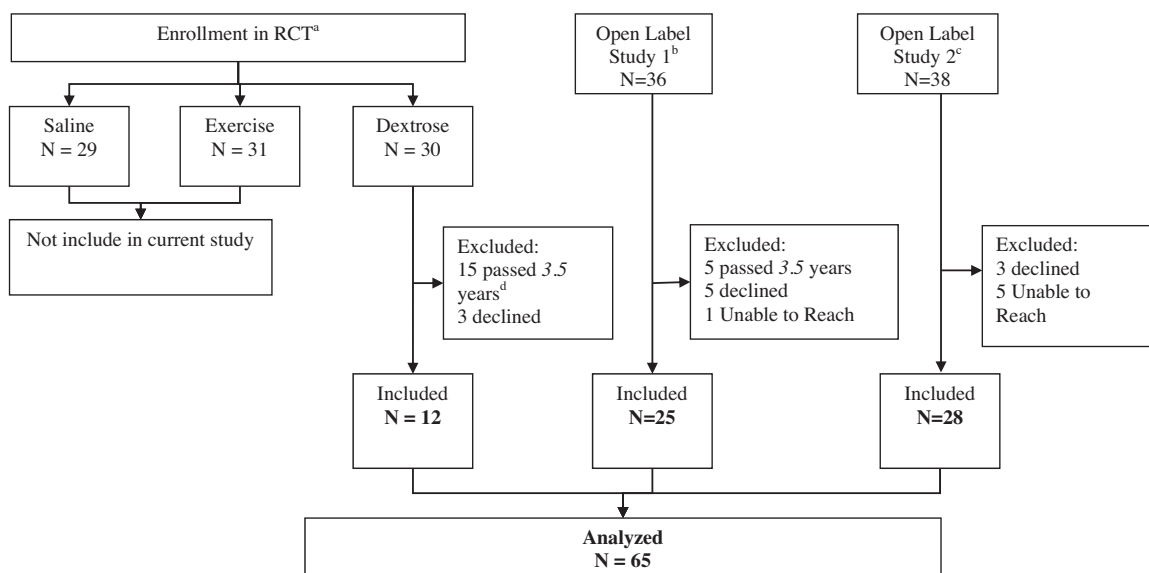 Enrollment in RCTa
Open Label
Study 1b
N=36
Open Label
Study 2c
N=38
Saline
N = 29
Exercise
N = 31
Dextrose
N = 30
Not include in current study
Excluded:
15 passed 3.5
yearsd
3 declined
Excluded:
5 passed 3.5 years
5 declined
1 Unable to Reach
Excluded:
3 declined
5 Unable to
Reach
Included
N = 12
Included
N=25
Included
N=28
Analyzed
N = 65